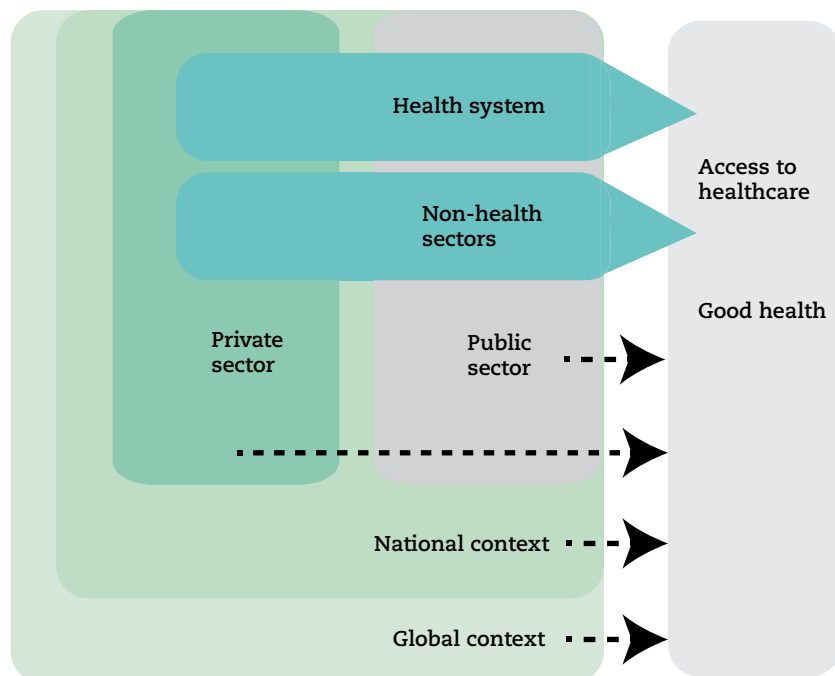 Health system
Access to
healthcare
Non-health
sectors
Good health
Private
sector
Public
sector
National context
Global context